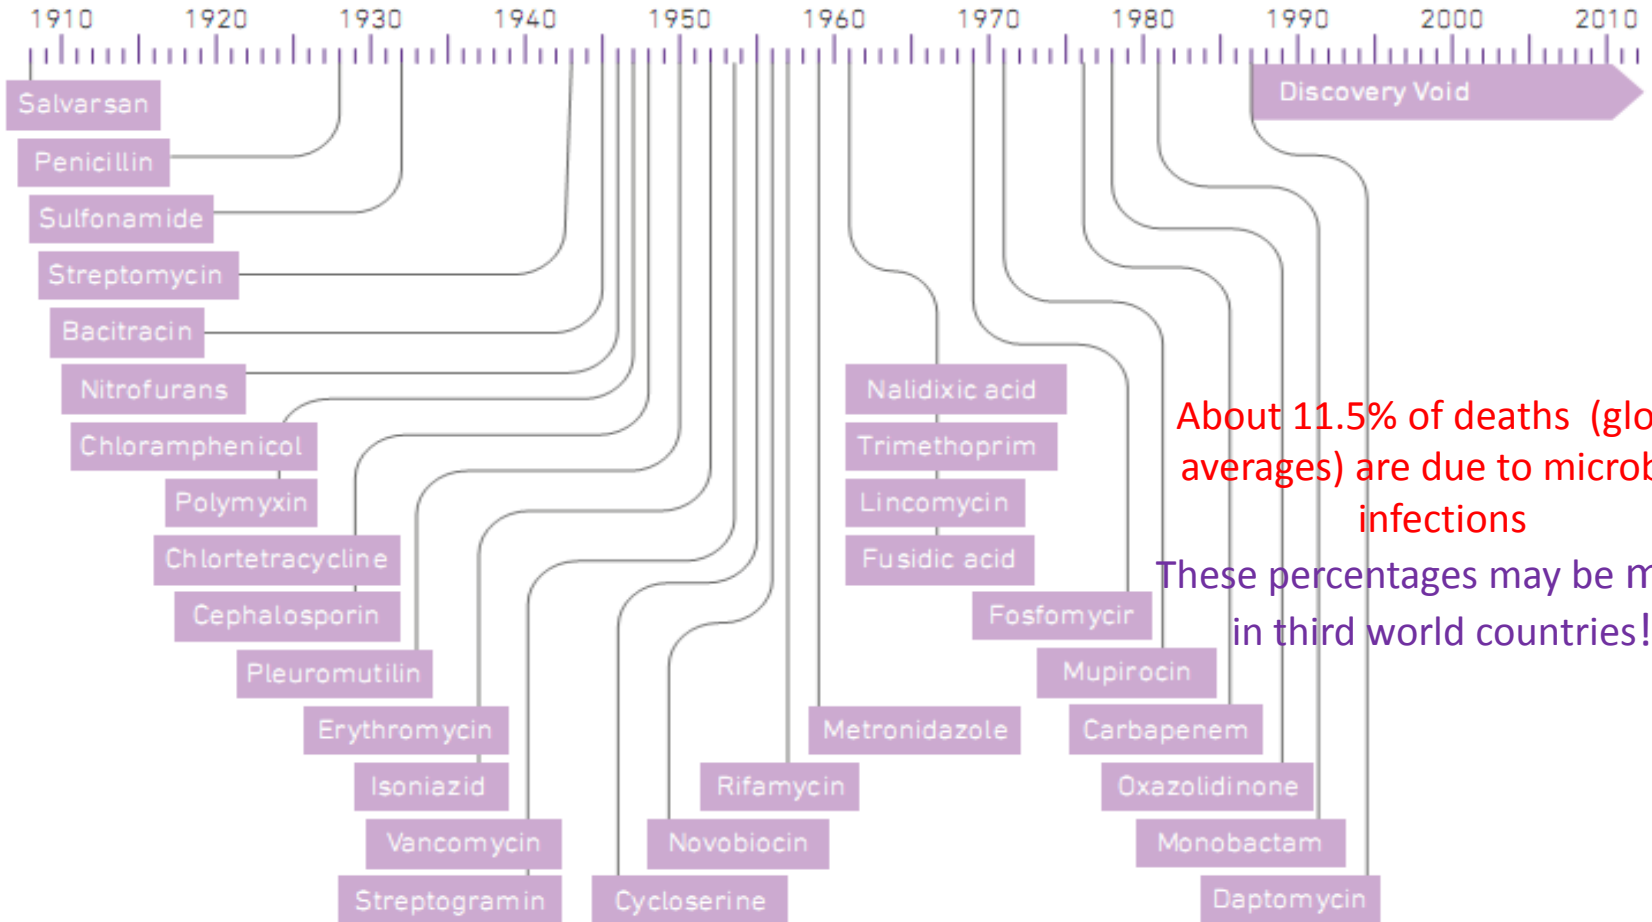 1910 1920 1930 1940 1950 1960 1970 1980 1990 2000 2010
Discovery Void
Salvarsan
Penicillin
Sulfonamide
Streptomycin
Bacitracin
Nitrofurans
Chloramphenicol
Polymyxin
Chlortetracycline
Cephalosporin
Pleuromutilin
Erythromycin
Isoniazid
Vancomycin
Streptogramin
Cycloserine
Novobiocin
Rifamycin
Metronidazole
Nalidixic acid
Trimethoprim
Lincomycin
Fusidic acid
Fosfomycir
Mupirocin
Carbapenem
Oxazolidinone
Monobactam
Daptomycin
About 11.5% of deaths (glo
averages) are due to microb
infections
These percentages may be m
in third world countries!